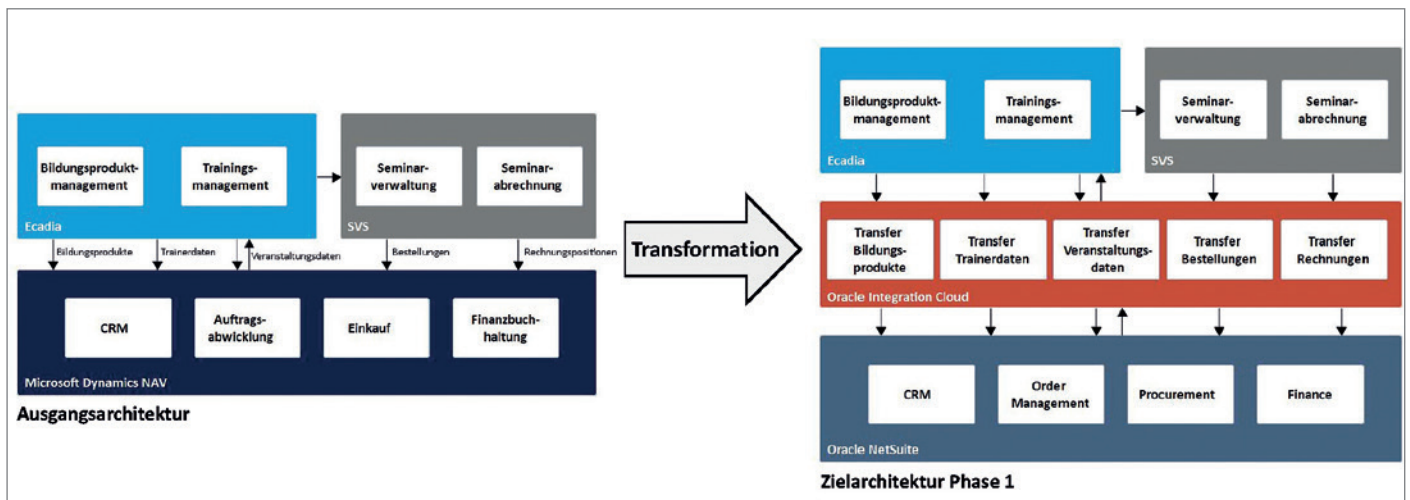 Bildungsprodukt-
management
Trainings-
management
Ecadia
Seminar-
verwaltung
Seminar-
abrechnung
SVS
Bildungsprodukte
Trainerdaten
Veranstaltungsdaten
Bestellungen
Rechnungspositionen
CRM
Auftrags-
abwicklung
Einkauf
Finanzbuch-
haltung
Microsoft Dynamics NAV
Ausgangsarchitektur
Transformation
Bildungsprodukt-
management
Trainings-
management
Ecadia
Seminar-
verwaltung
Seminar-
abrechnung
SVS
Transfer
Bildungs-
produkte
Transfer
Trainerdaten
Transfer
Veranstaltungs-
daten
Transfer
Bestellungen
Transfer
Rechnungen
Oracle Integration Cloud
CRM
Order
Management
Procurement
Finance
Oracle NetSuite
Zielarchitektur Phase 1